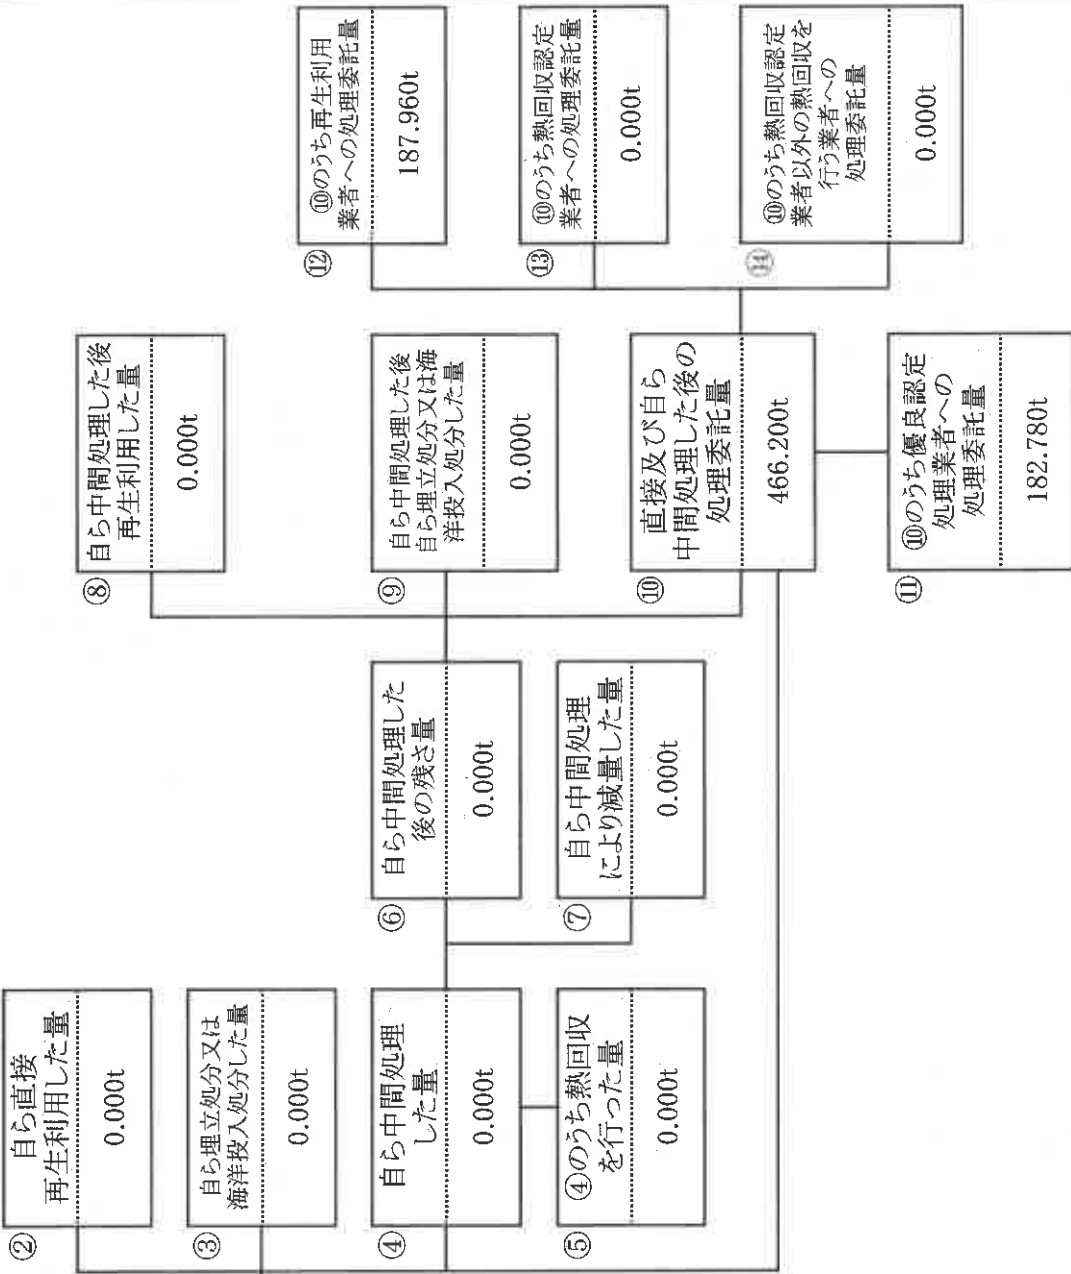 ②
自ら直接
再生利用した量
0.000t
③
自ら埋立処分又は
海洋投入処分した量
0.000t
④
自ら中間処理
した量
0.000t
⑤
④のうち熱回収
を行った量
0.000t
⑥
自ら中間処理した
後の残さ量
0.000t
⑦
自ら中間処理
により減量した量
0.000t
⑧
自ら中間処理した後
再生利用した量
0.000t
⑨
自ら中間処理した後
自ら埋立処分又は海
洋投入処分した量
0.000t
⑩
直接及び自ら
中間処理した後の
処理委託量
466.200t
⑪
⑩のうち優良認定
処理業者への
処理委託量
182.780t
⑫
⑩のうち再生利用
業者への処理委託量
187.960t
⑬
⑩のうち熱回収認定
業者への処理委託量
0.000t
⑭
⑩のうち熱回収認定
業者以外の熱回収を
行う業者への
処理委託量
0.000t